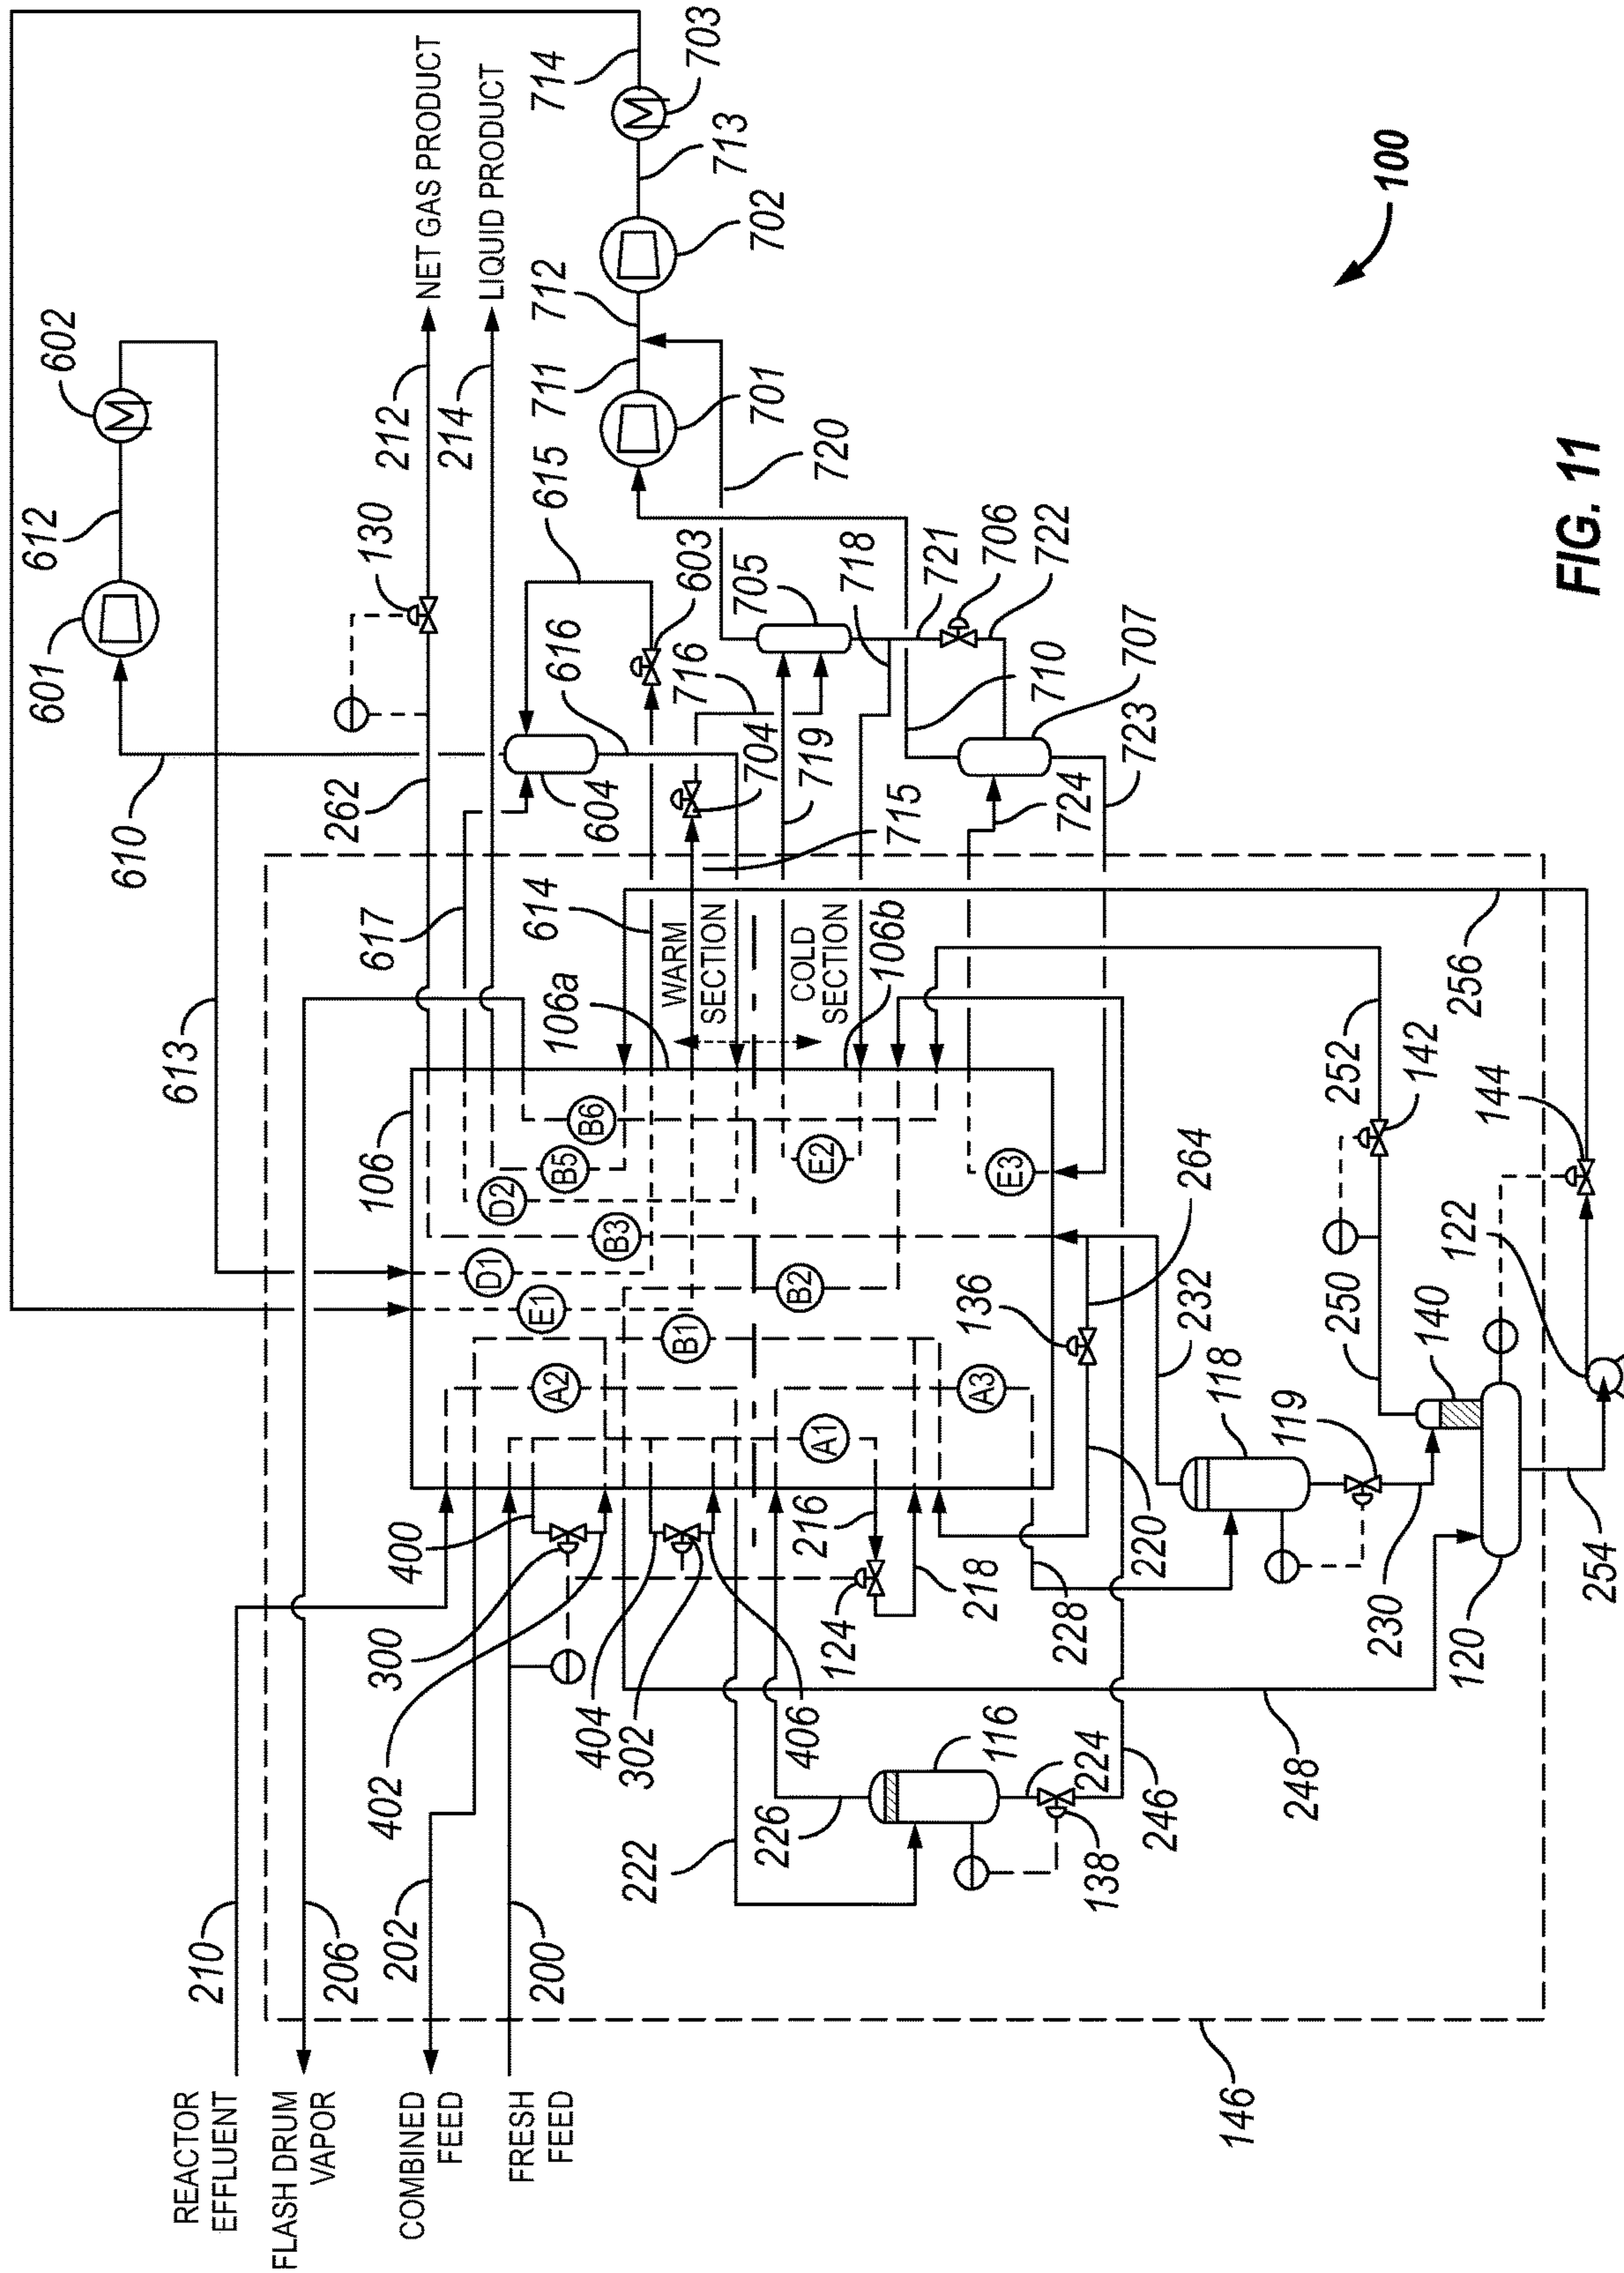 703
714
NET GAS PRODUCT
LIQUID PRODUCT
713
702
602
712
212
214
711
701
720
612
130
601
615
603
705
718
721
706
722
616
716
610
262
604
704
719
710
707
723
724
715
617
614
WARM
SECTION
COLD
SECTION
106b
106a
256
613
252
142
144
106
B6
B5
D2
B3
D1
E1
B1
B2
E2
E3
A2
A1
A3
264
136
232
122
250
140
118
119
400
216
220
218
124
228
230
120
254
300
402
404
302
406
116
224
222
226
138
246
248
210
206
202
200
146
REACTOR
EFFLUENT
FLASH DRUM
VAPOR
COMBINED
FEED
FRESH
FEED
100
FIG. 11